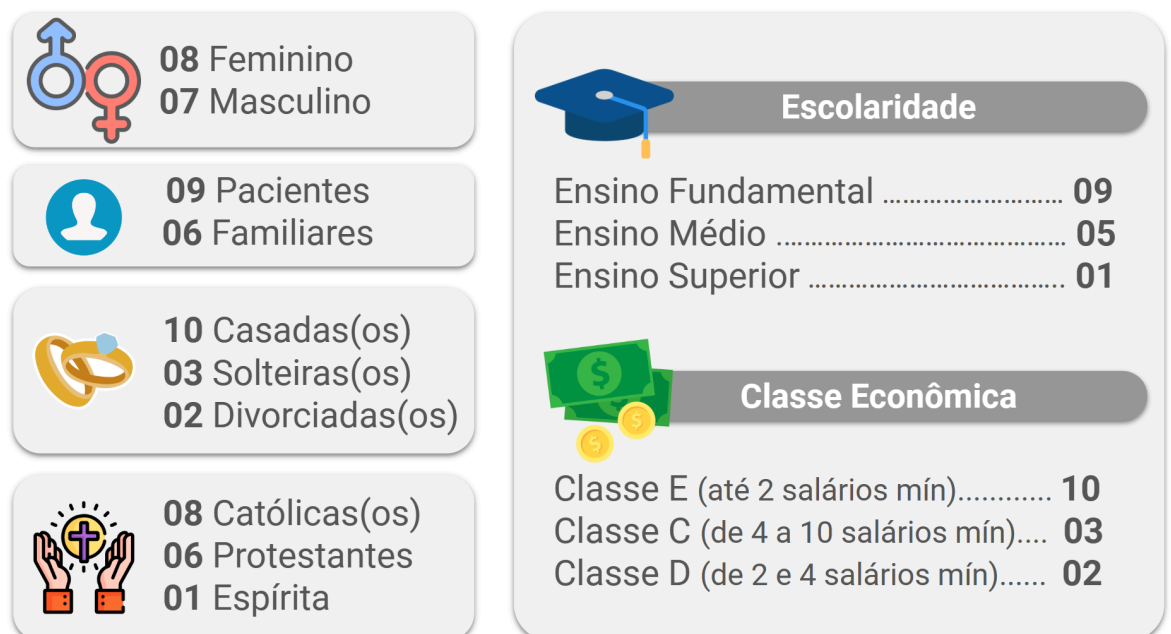 08 Feminino
07 Masculino
09 Pacientes
06 Familiares
10 Casadas(os)
03 Solteiras(os)
02 Divorciadas(os)
08 Católicas(os)
06 Protestantes
01 Espírita
Escolaridade
Ensino Fundamental ........................ 09
Ensino Médio ...................................... 05
Ensino Superior .................................. 01
Classe Econômica
Classe E (até 2 salários mín)............ 10
Classe C (de 4 a 10 salários mín).... 03
Classe D (de 2 e 4 salários mín)...... 02